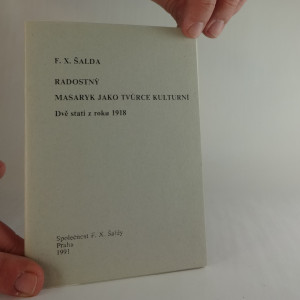 F. X. ŠALDA
RADOSTNÝ
MASARYK JAKO TVŮRCE KULTURNÍ
Dvě stati z roku 1918
Společnost F. X. Šaldy
Praha
1991